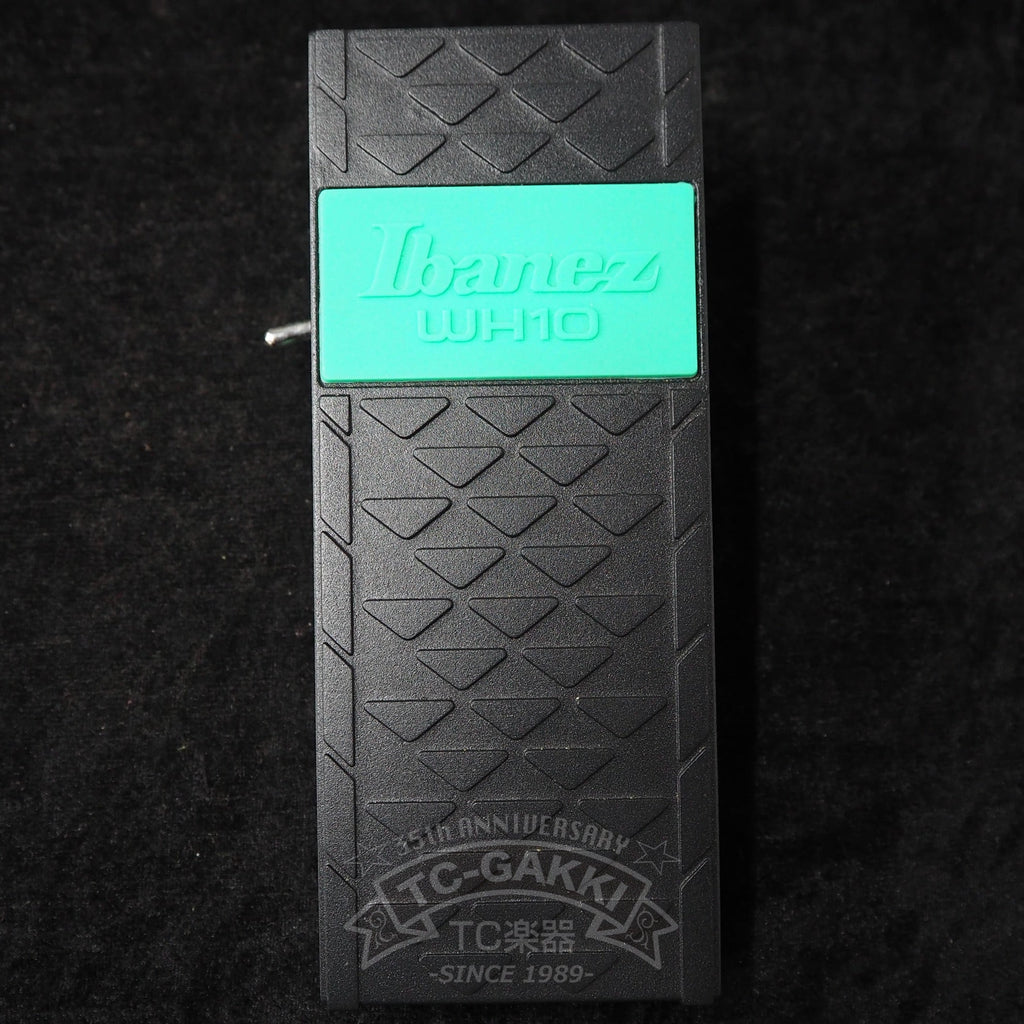 Ibanez
WH10
35th ANNIVERSARY
TC-GAKKI
TC楽器
-SINCE 1989-